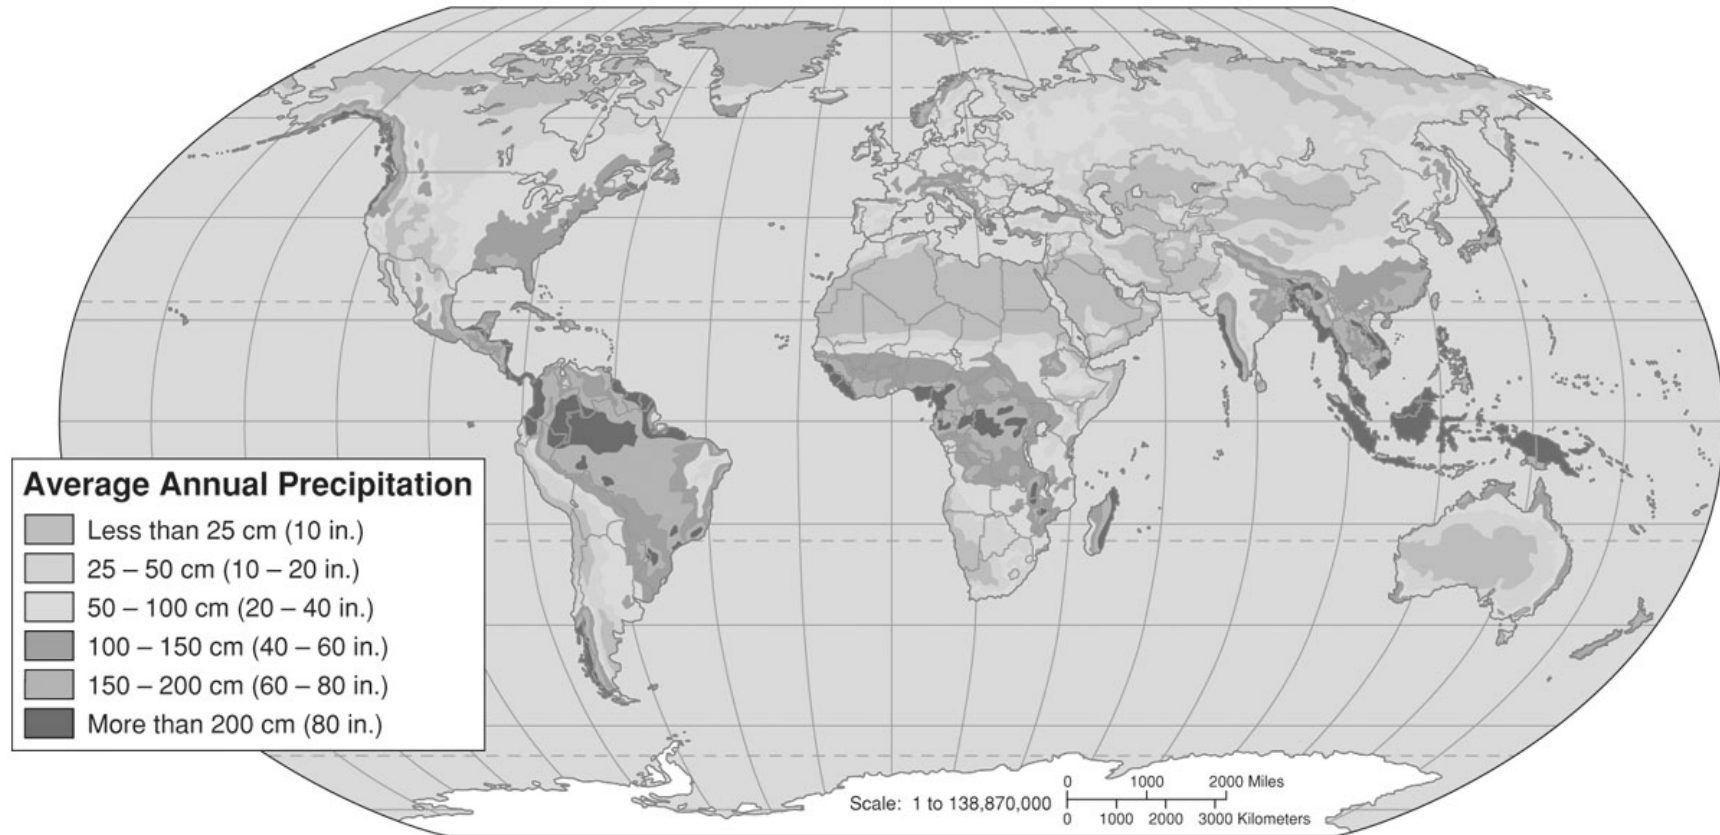 Average Annual Precipitation
Less than 25 cm (10 in.)
25 – 50 cm (10 – 20 in.)
50 – 100 cm (20 – 40 in.)
100 – 150 cm (40 – 60 in.)
150 – 200 cm (60 – 80 in.)
More than 200 cm (80 in.)
Scale: 1 to 138,870,000
0 1000 2000 Miles
0 1000 2000 3000 Kilometers